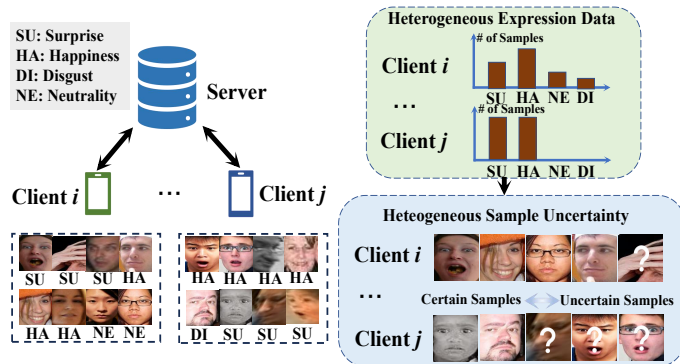 SU: Surprise
HA: Happiness
DI: Disgust
NE: Neutrality
Server
Client i
...
Client j
SU SU SU HA
HA HA NE NE
HA HA HA HA
DI SU SU SU
Heterogeneous Expression Data
Client i
# of Samples
SU HA NE DI
...
Client j
# of Samples
SU HA NE DI
Heteogeneous Sample Uncertainty
Client i
?
?
...
Certain Samples Uncertain Samples
Client j
? ? ?